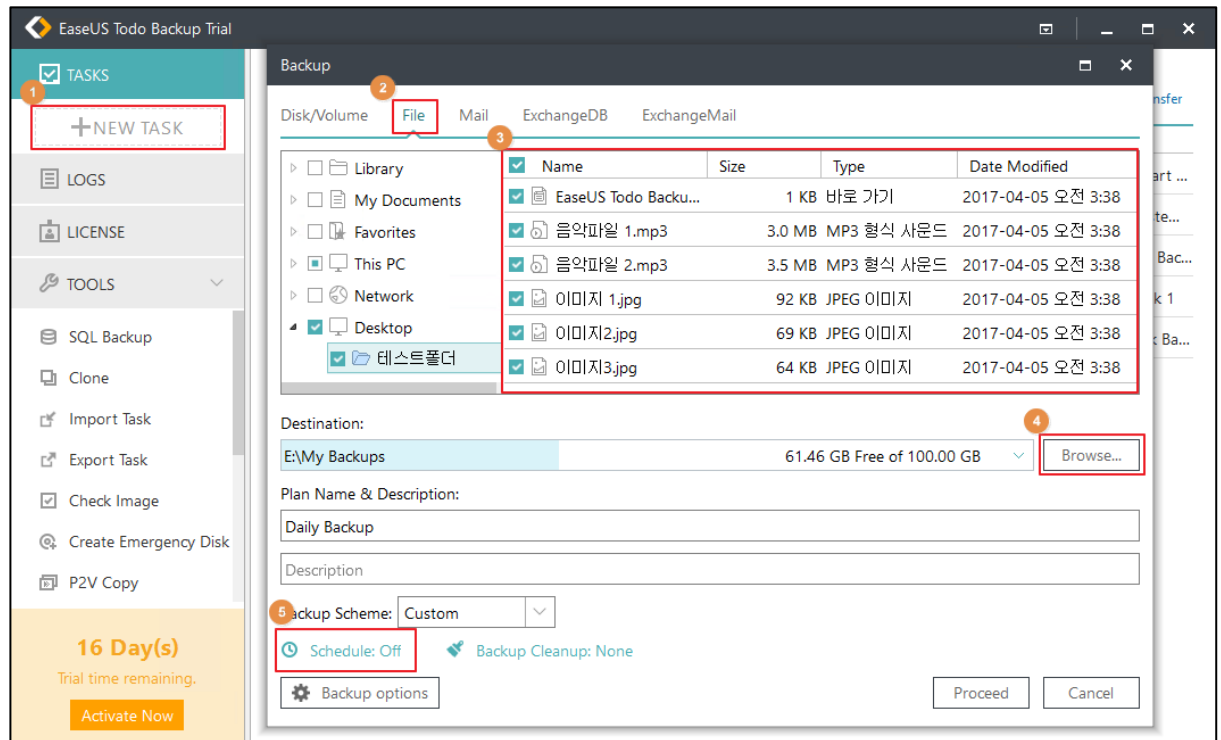 EaseUS Todo Backup Trial
TASKS
1
NEW TASK
LOGS
LICENSE
TOOLS
SQL Backup
Clone
Import Task
Export Task
Check Image
Create Emergency Disk
P2V Copy
16 Day(s)
Trial time remaining.
Activate Now
Backup
2
Disk/Volume File Mail ExchangeDB ExchangeMail
3
Library
My Documents
Favorites
This PC
Network
Desktop
테스트폴더
Name Size Type Date Modified
EaseUS Todo Backu... 1 KB 바로 가기 2017-04-05 오전 3:38
음악파일 1.mp3 3.0 MB MP3 형식 사운드 2017-04-05 오전 3:38
음악파일 2.mp3 3.5 MB MP3 형식 사운드 2017-04-05 오전 3:38
이미지 1.jpg 92 KB JPEG 이미지 2017-04-05 오전 3:38
이미지2.jpg 69 KB JPEG 이미지 2017-04-05 오전 3:38
이미지3.jpg 64 KB JPEG 이미지 2017-04-05 오전 3:38
Destination:
4
E:\My Backups 61.46 GB Free of 100.00 GB Browse...
Plan Name & Description:
Daily Backup
Description
5
ackup Scheme: Custom
Schedule: Off Backup Cleanup: None
Backup options Proceed Cancel
nsfer
art ...
te...
Bac...
k 1
Ba...